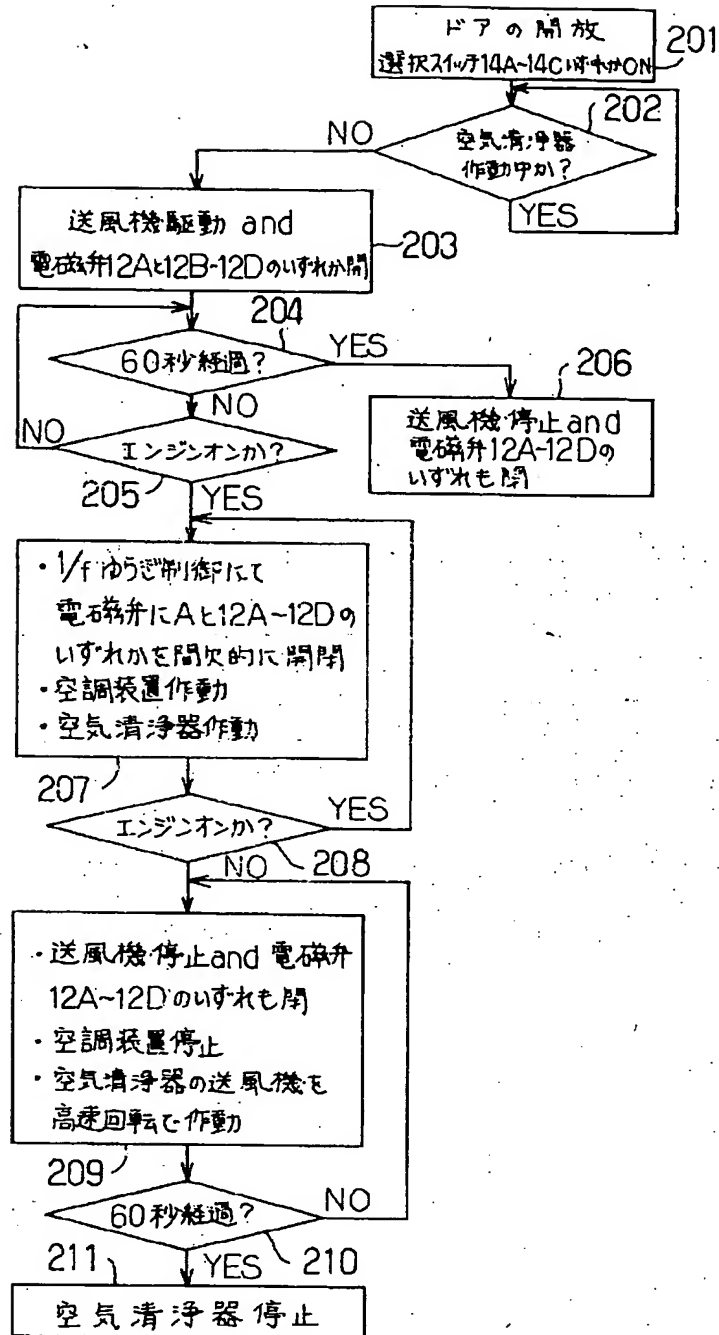 ドアの開放
選択スイッチ14A~14CいずれかON
201
202
空気清浄器
作動中か?
NO
YES
送風機駆動 and
電磁弁12Aと12B-12Dのいずれか開
203
204
60秒経過?
YES
NO
206
送風機停止and
電磁弁12A-12Dの
いずれも閉
エンジンオンか?
NO
205
YES
・1/fゆらぎ制御にて
電磁弁にAと12A~12Dの
いずれかを間欠的に開閉
・空調装置作動
・空気清浄器作動
207
エンジンオンか?
YES
208
NO
・送風機停止and 電磁弁
12A~12Dのいずれも閉
・空調装置停止
・空気清浄器の送風機を
高速回転で作動
209
60秒経過?
NO
210
YES
211
空気清浄器停止